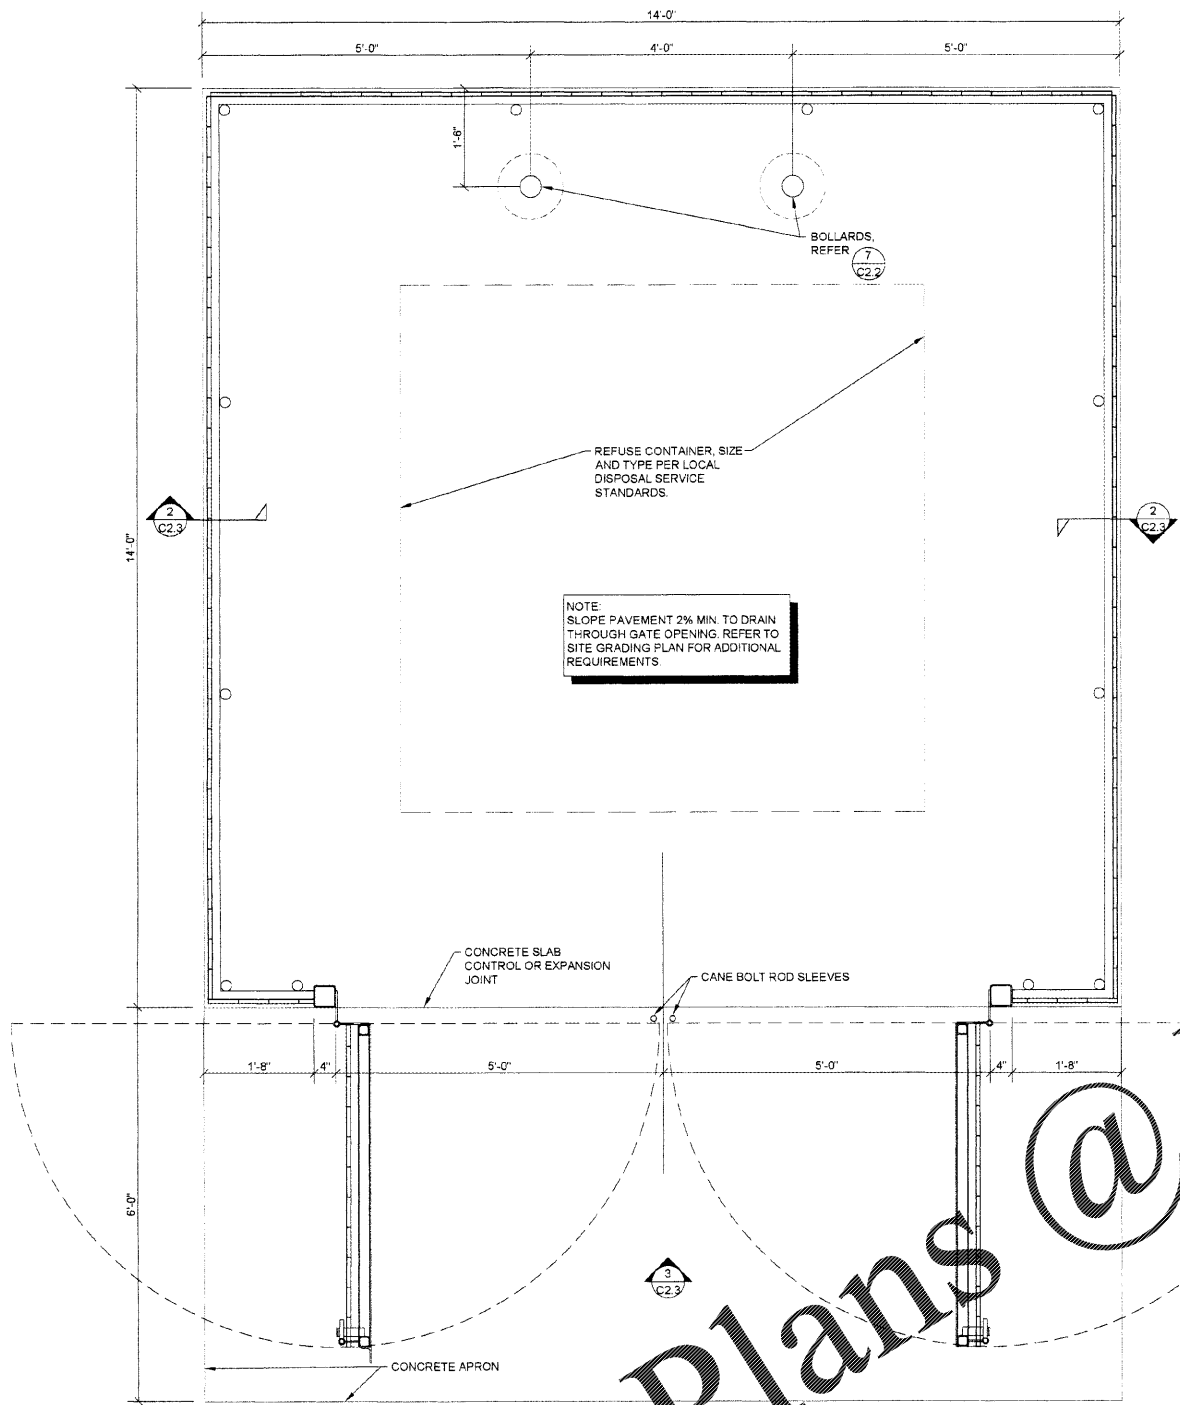 14'-0"
5'-0"
4'-0"
5'-0"
1'-6"
BOLLARDS,
REFER
7
C2.2
REFUSE CONTAINER, SIZE
AND TYPE PER LOCAL
DISPOSAL SERVICE
STANDARDS.
2
C2.3
2
C2.3
14'-0"
NOTE:
SLOPE PAVEMENT 2% MIN. TO DRAIN
THROUGH GATE OPENING. REFER TO
SITE GRADING PLAN FOR ADDITIONAL
REQUIREMENTS.
CONCRETE SLAB
CONTROL OR EXPANSION
JOINT
CANE BOLT ROD SLEEVES
1'-8"
4"
5'-0"
5'-0"
4"
1'-8"
6'-0"
3
C2.3
CONCRETE APRON
Plans @